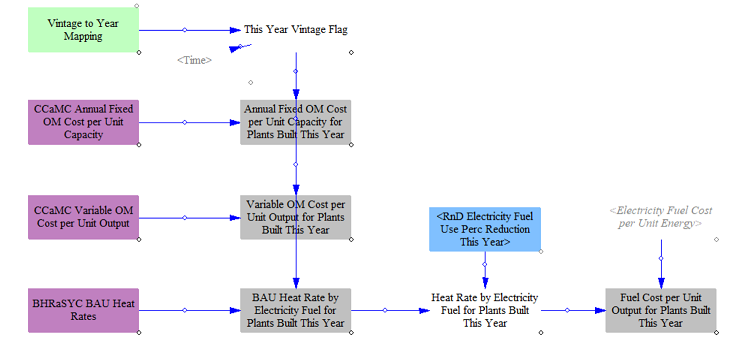 Vintage to Year
Mapping
This Year Vintage Flag
<Time>
CCaMC Annual Fixed
OM Cost per Unit
Capacity
Annual Fixed OM Cost
per Unit Capacity for
Plants Built This Year
CCaMC Variable OM
Cost per Unit Output
Variable OM Cost per
Unit Output for Plants
Built This Year
<RnD Electricity Fuel
Use Perc Reduction
This Year>
<Electricity Fuel Cost
per Unit Energy>
BHRaSYC BAU Heat
Rates
BAU Heat Rate by
Electricity Fuel for
Plants Built This Year
Heat Rate by Electricity
Fuel for Plants Built
This Year
Fuel Cost per Unit
Output for Plants Built
This Year